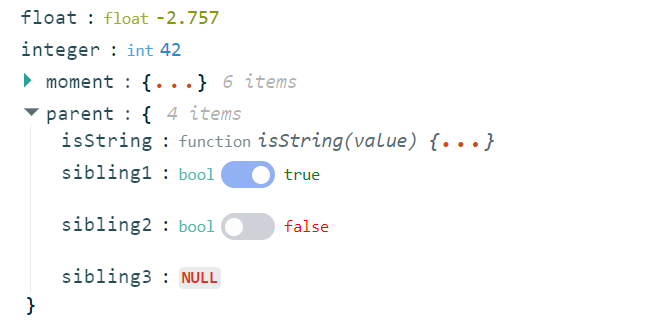 float : float -2.757
integer : int 42
moment : {...} 6 items
parent : { 4 items
isString : function isString(value) {...}
sibling1 : bool true
sibling2 : bool false
sibling3 : NULL
}